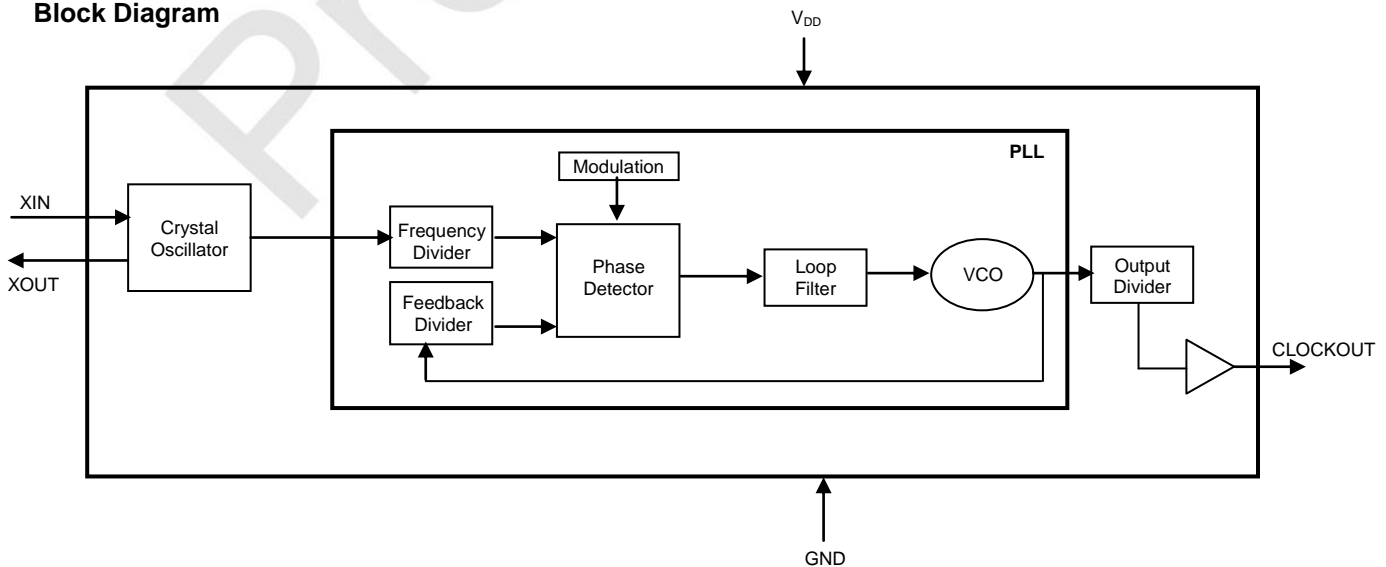 Block Diagram
VDD
PLL
Modulation
XIN
XOUT
Crystal
Oscillator
Frequency
Divider
Feedback
Divider
Phase
Detector
Loop
Filter
VCO
Output
Divider
CLOCKOUT
GND